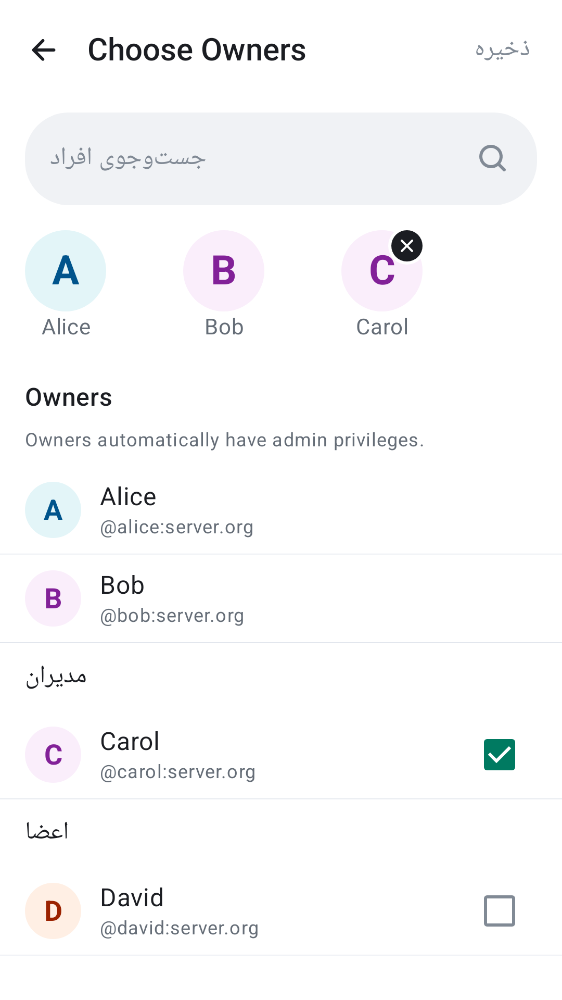 Choose Owners
ذخیره
جست‌وجوی افراد
A
B
C
Alice
Bob
Carol
Owners
Owners automatically have admin privileges.
A
Alice
@alice:server.org
B
Bob
@bob:server.org
مدیران
C
Carol
@carol:server.org
اعضا
D
David
@david:server.org